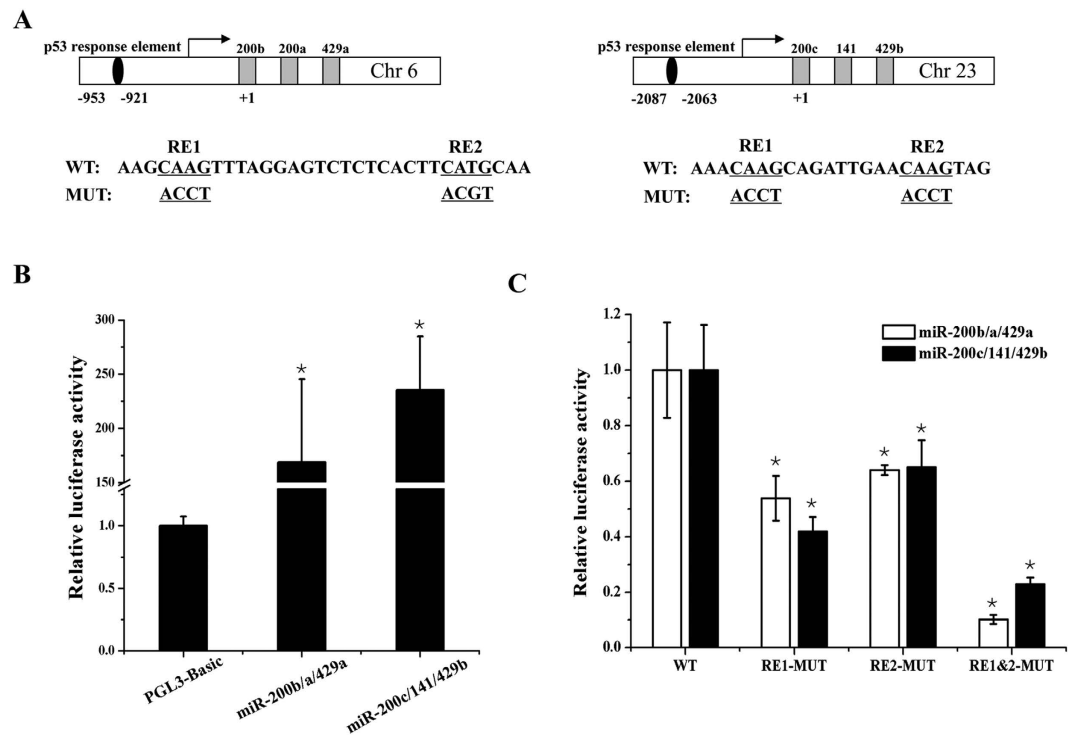 A
p53 response element
200b 200a 429a
Chr 6
-953 -921 +1
RE1 RE2
WT: AAGCAAGTTTAGGAGTCTCTCACTTCATGCAA
MUT: ACCT ACGT
p53 response element
200c 141 429b
Chr 23
-2087 -2063 +1
RE1 RE2
WT: AAACAAGCAGATTGAACAAGTAG
MUT: ACCT ACCT
B
Relative luciferase activity
300
250
200
150
1.0
0.5
0.0
*
*
PGL3-Basic
miR-200b/a/429a
miR-200c/141/429b
C
Relative luciferase activity
1.2
1.0
0.8
0.6
0.4
0.2
0.0
miR-200b/a/429a
miR-200c/141/429b
* *
* *
* *
WT RE1-MUT RE2-MUT RE1&2-MUT